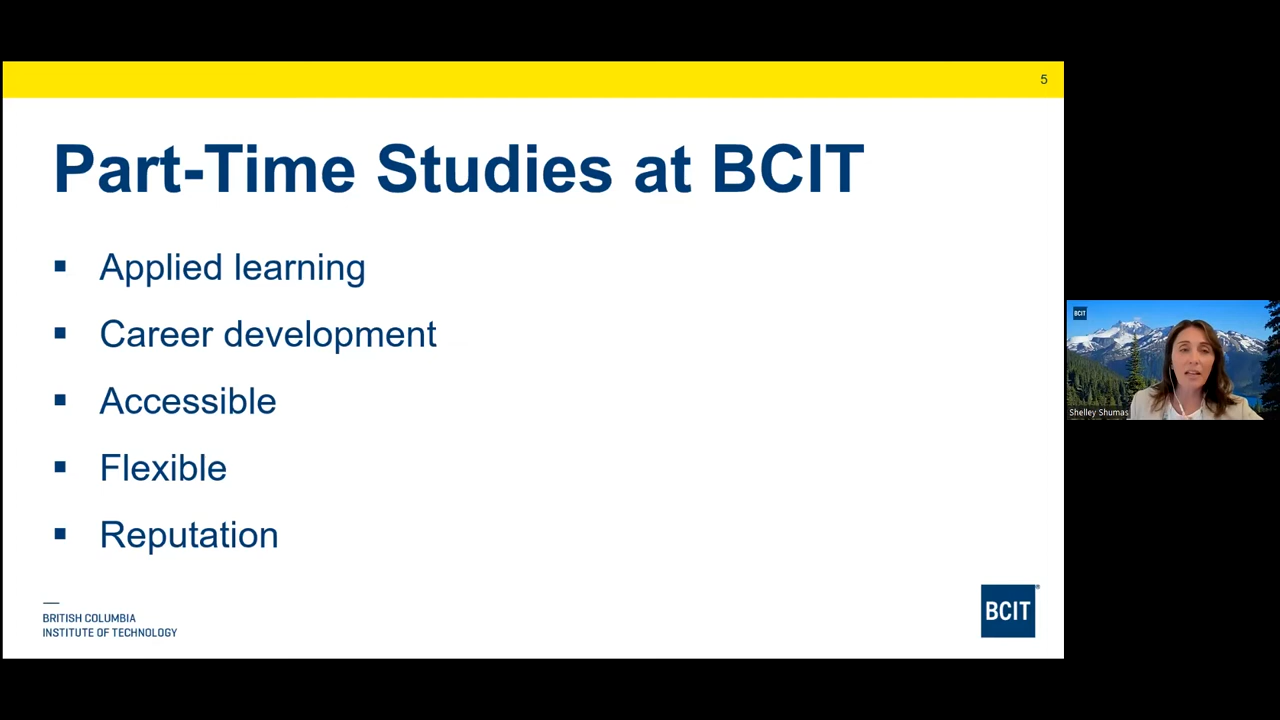 5
Part-Time Studies at BCIT
▪ Applied learning
▪ Career development
▪ Accessible
▪ Flexible
▪ Reputation
BRITISH COLUMBIA
INSTITUTE OF TECHNOLOGY
BCIT®
BCIT
Shelley Shumas